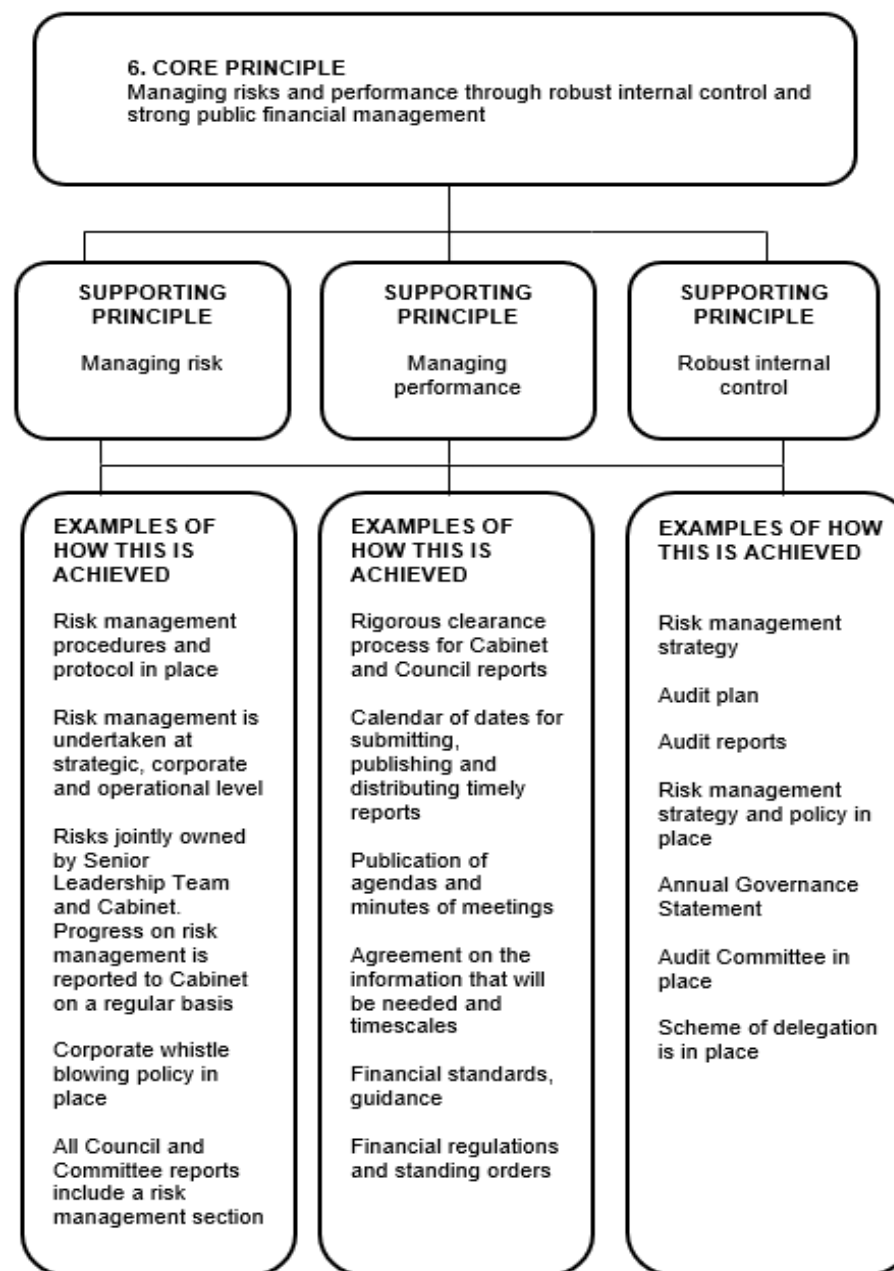 6. CORE PRINCIPLE
Managing risks and performance through robust internal control and
strong public financial management
SUPPORTING
PRINCIPLE
Managing risk
SUPPORTING
PRINCIPLE
Managing
performance
SUPPORTING
PRINCIPLE
Robust internal
control
EXAMPLES OF
HOW THIS IS
ACHIEVED
Risk management
procedures and
protocol in place
Risk management is
undertaken at
strategic, corporate
and operational level
Risks jointly owned
by Senior
Leadership Team
and Cabinet.
Progress on risk
management is
reported to Cabinet
on a regular basis
Corporate whistle
blowing policy in
place
All Council and
Committee reports
include a risk
management section
EXAMPLES OF
HOW THIS IS
ACHIEVED
Rigorous clearance
process for Cabinet
and Council reports
Calendar of dates for
submitting,
publishing and
distributing timely
reports
Publication of
agendas and
minutes of meetings
Agreement on the
information that will
be needed and
timescales
Financial standards,
guidance
Financial regulations
and standing orders
EXAMPLES OF HOW
THIS IS ACHIEVED
Risk management
strategy
Audit plan
Audit reports
Risk management
strategy and policy in
place
Annual Governance
Statement
Audit Committee in
place
Scheme of delegation
is in place